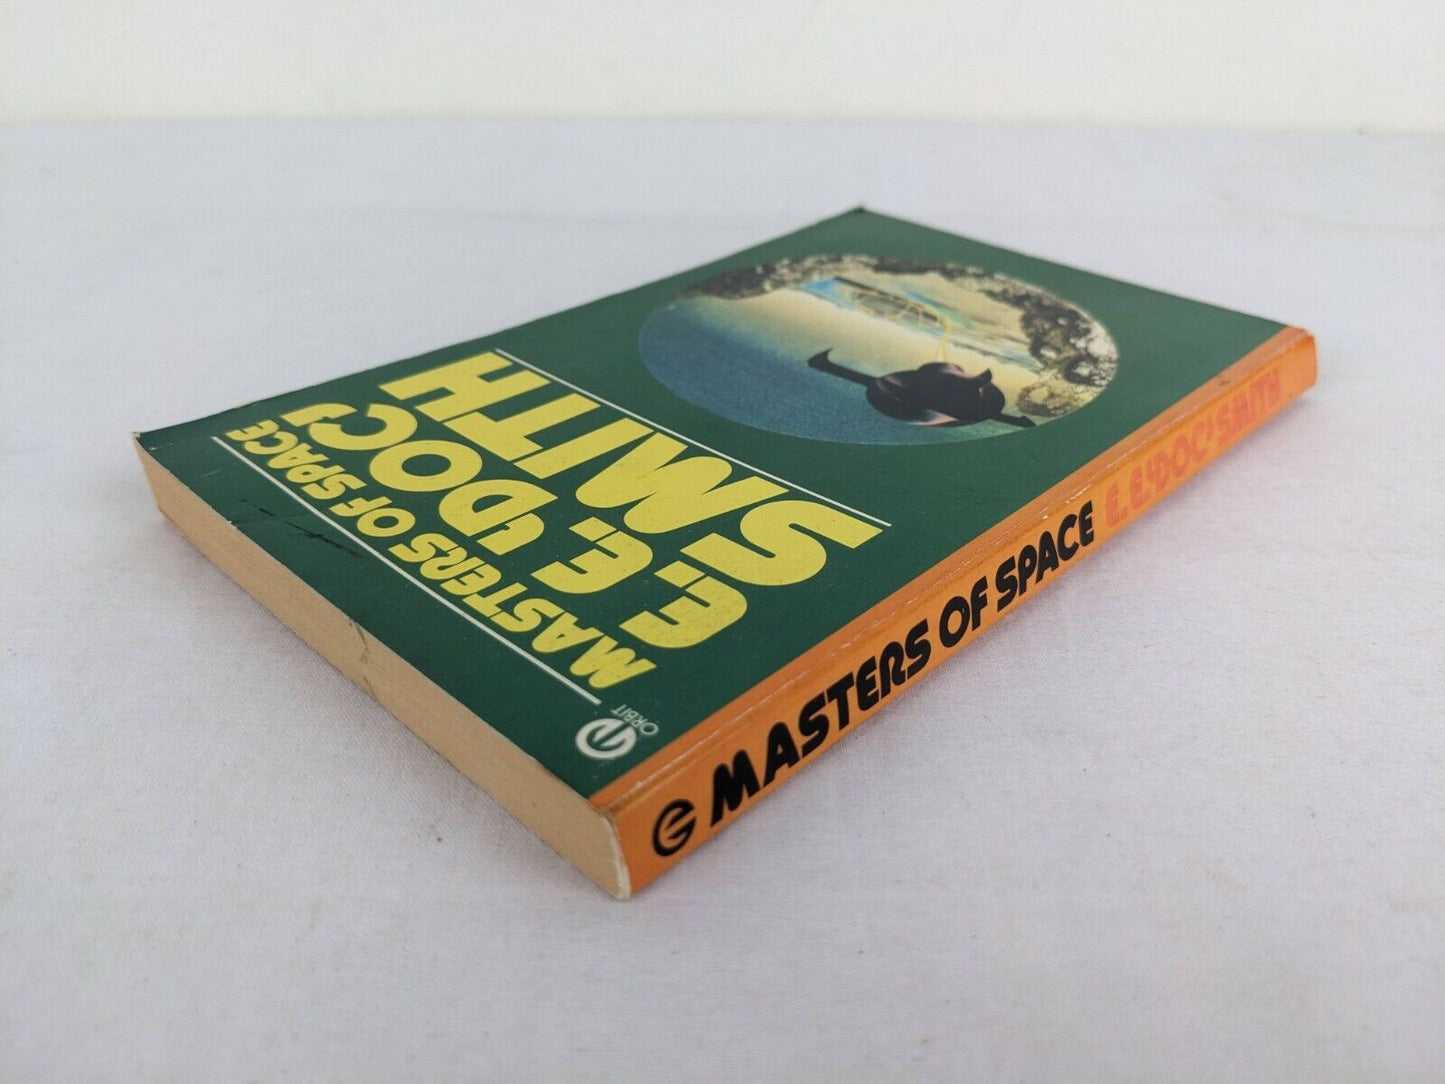 ORBIT
MASTERS OF SPACE
E. E. 'DOC'
SMITH
MASTERS OF SPACE E. E. 'DOC' SMITH